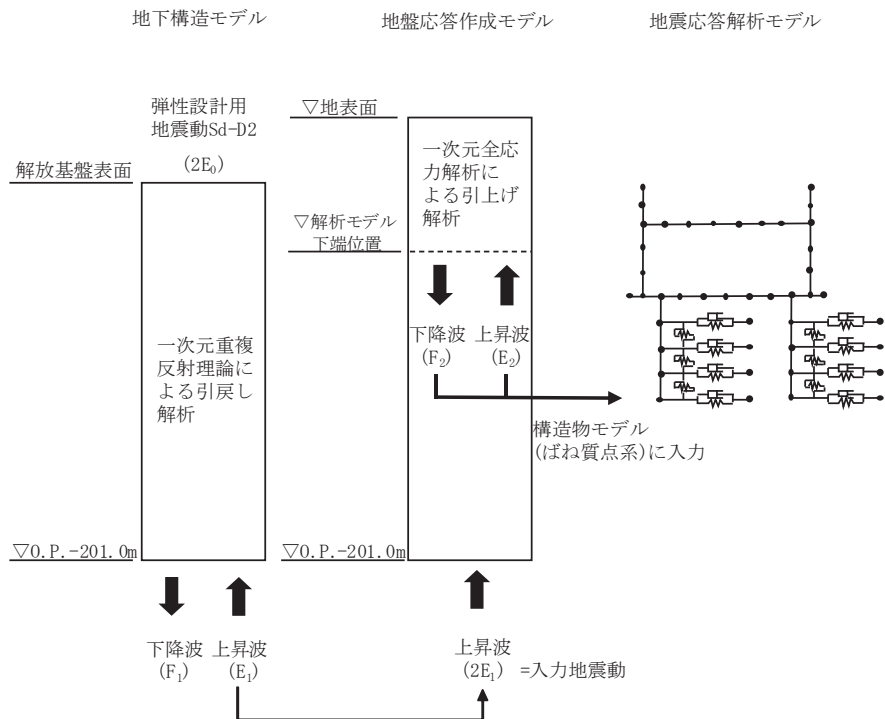 地下構造モデル
地盤応答作成モデル
地震応答解析モデル
弾性設計用
地震動Sd-D2
(2E₀)
解放基盤表面
一次元重複
反射理論に
よる引戻し
解析
▽O.P.-201.0m
下降波
(F₁)
上昇波
(E₁)
▽地表面
一次元全応
力解析に
よる引上げ
解析
▽解析モデル
下端位置
下降波
(F₂)
上昇波
(E₂)
構造物モデル
(ばね質点系)に入力
▽O.P.-201.0m
上昇波
(2E₁) =入力地震動